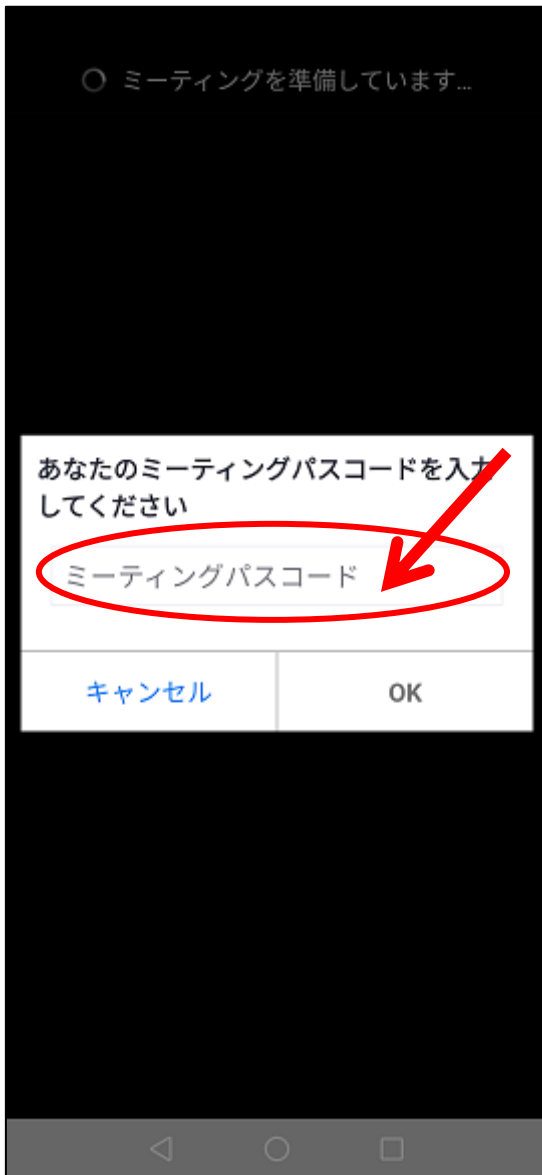 ミーティングを準備しています...
あなたのミーティングパスコードを入力
してください
ミーティングパスコード
キャンセル
OK